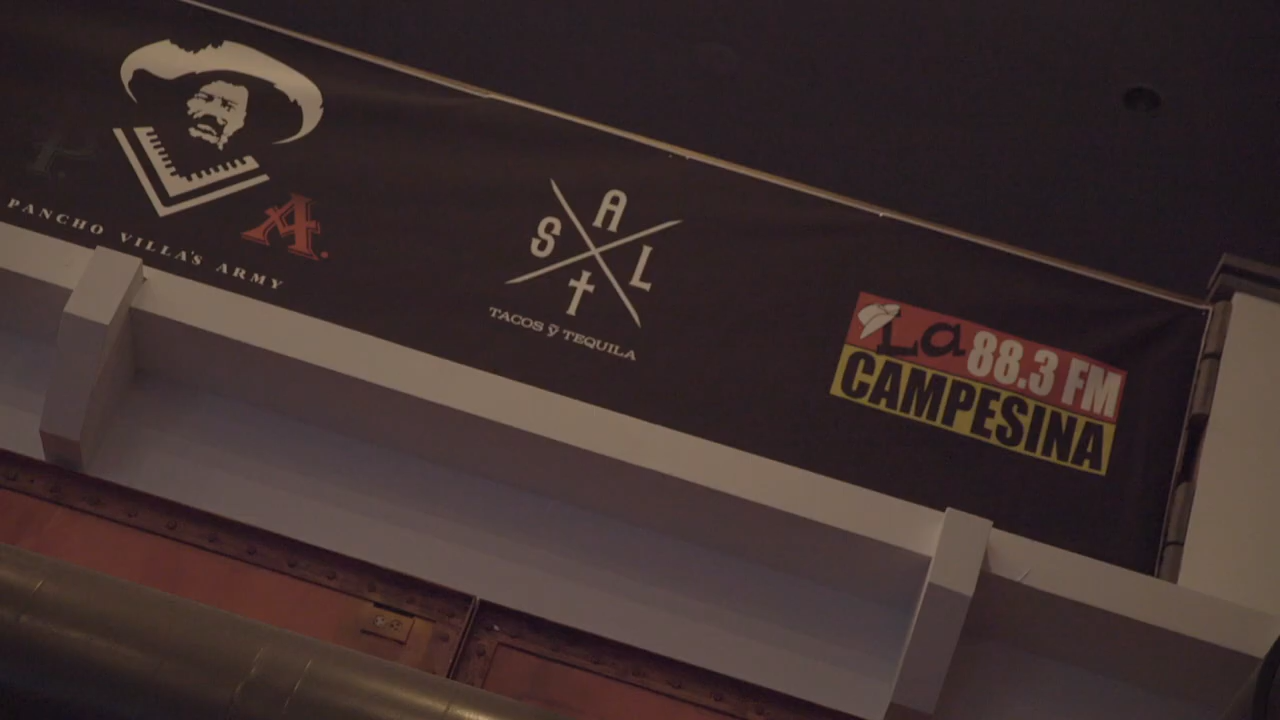 PANCHO VILLA'S ARMY
A.
SALt
TACOS ÿ TEQUILA
La 88.3 FM
CAMPESINA